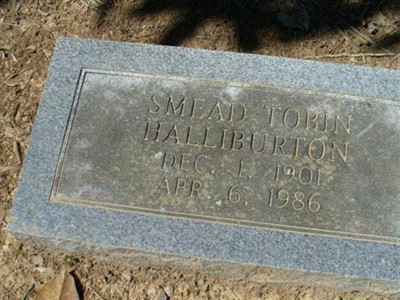 SMEAD TOBIN
HALLIBURTON
DEC. 1, 1901
APR. 6, 1986